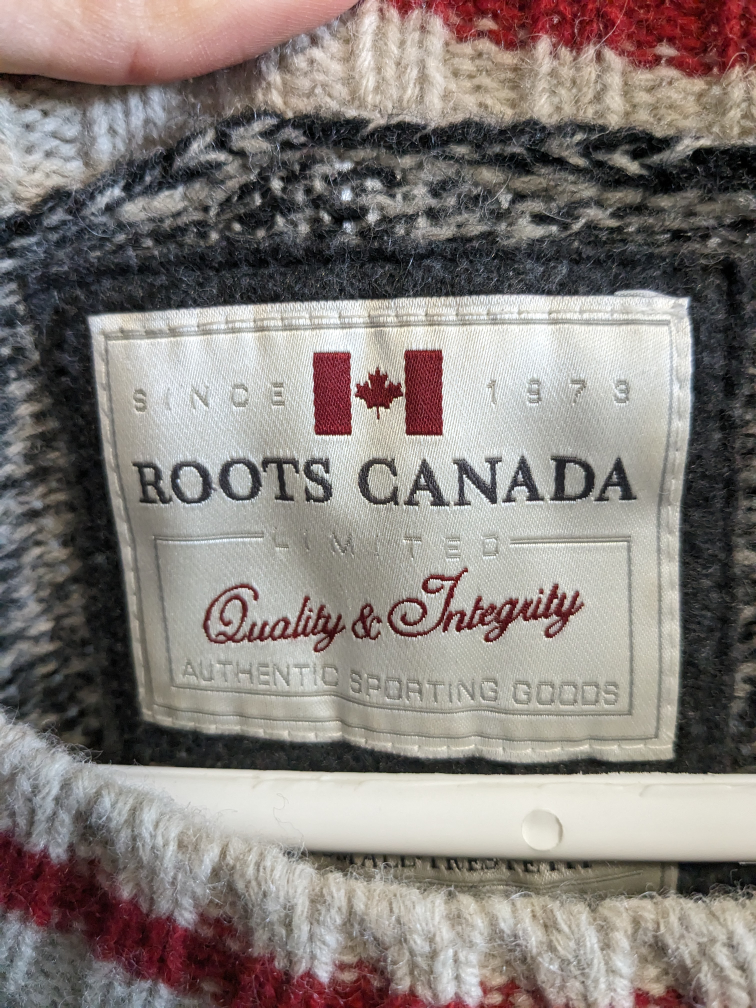 SINCE 1973
ROOTS CANADA
LIMITED
Quality & Integrity
AUTHENTIC SPORTING GOODS